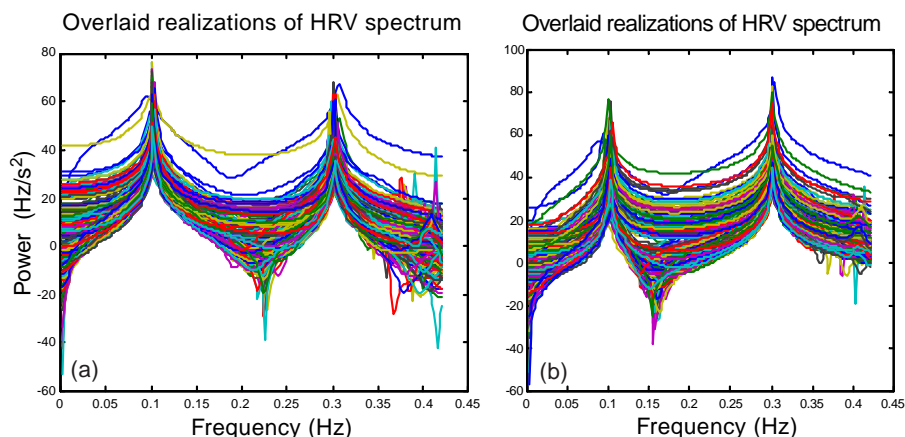 Overlaid realizations of HRV spectrum
80
60
40
20
0
-20
-40
-60
Power (Hz/s²)
(a)
0 0.05 0.1 0.15 0.2 0.25 0.3 0.35 0.4 0.45
Frequency (Hz)
Overlaid realizations of HRV spectrum
100
80
60
40
20
0
-20
-40
-60
(b)
0 0.05 0.1 0.15 0.2 0.25 0.3 0.35 0.4 0.45
Frequency (Hz)